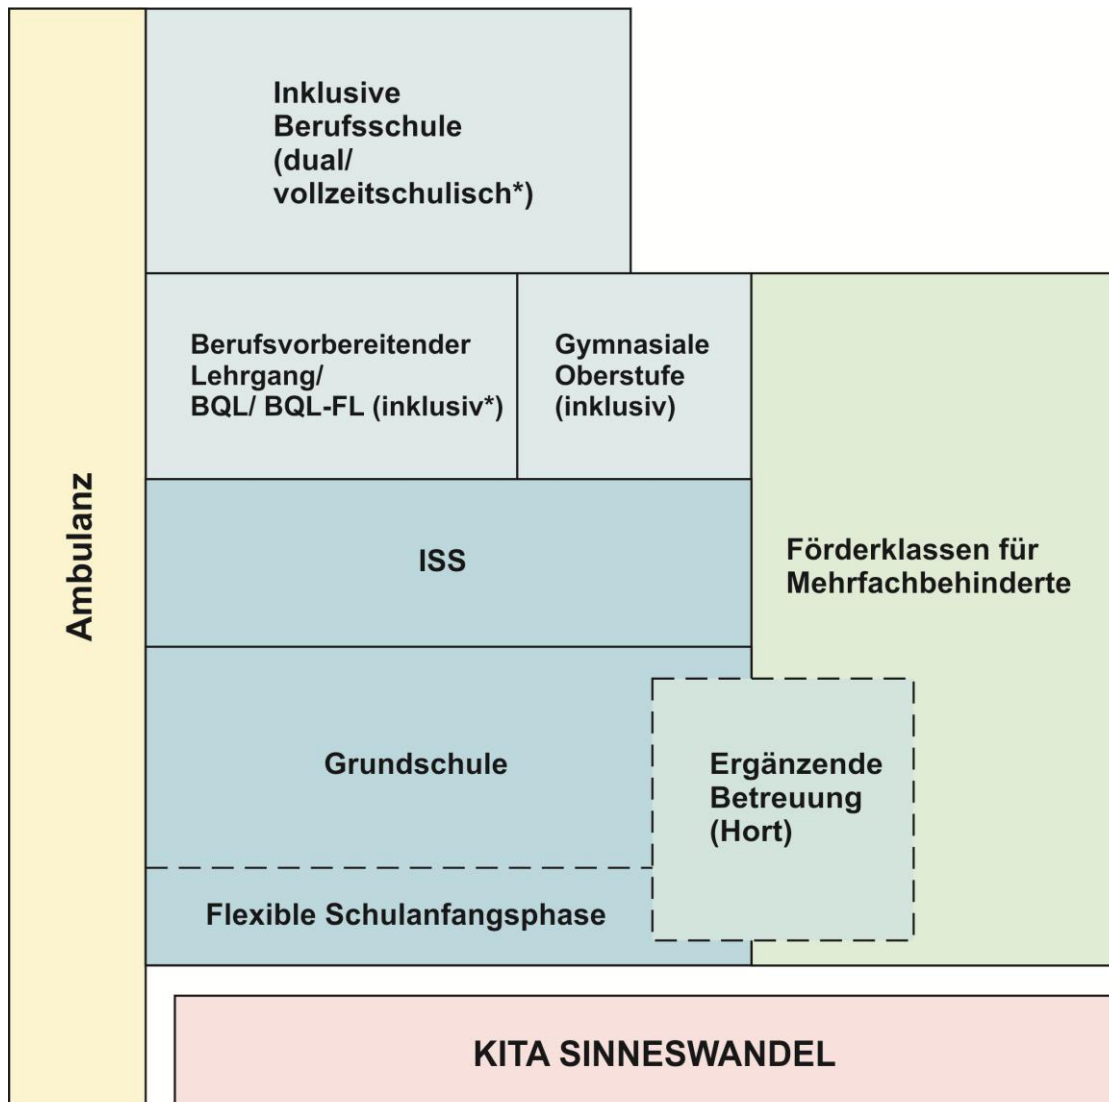 Inklusive
Berufsschule
(dual/
vollzeitschulisch*)
Berufsvorbereitender
Lehrgang/
BQL/ BQL-FL (inklusiv*)
Gymnasiale
Oberstufe
(inklusiv)
Ambulanz
ISS
Förderklassen für
Mehrfachbehinderte
Grundschule
Ergänzende
Betreuung
(Hort)
Flexible Schulanfangsphase
KITA SINNESWANDEL